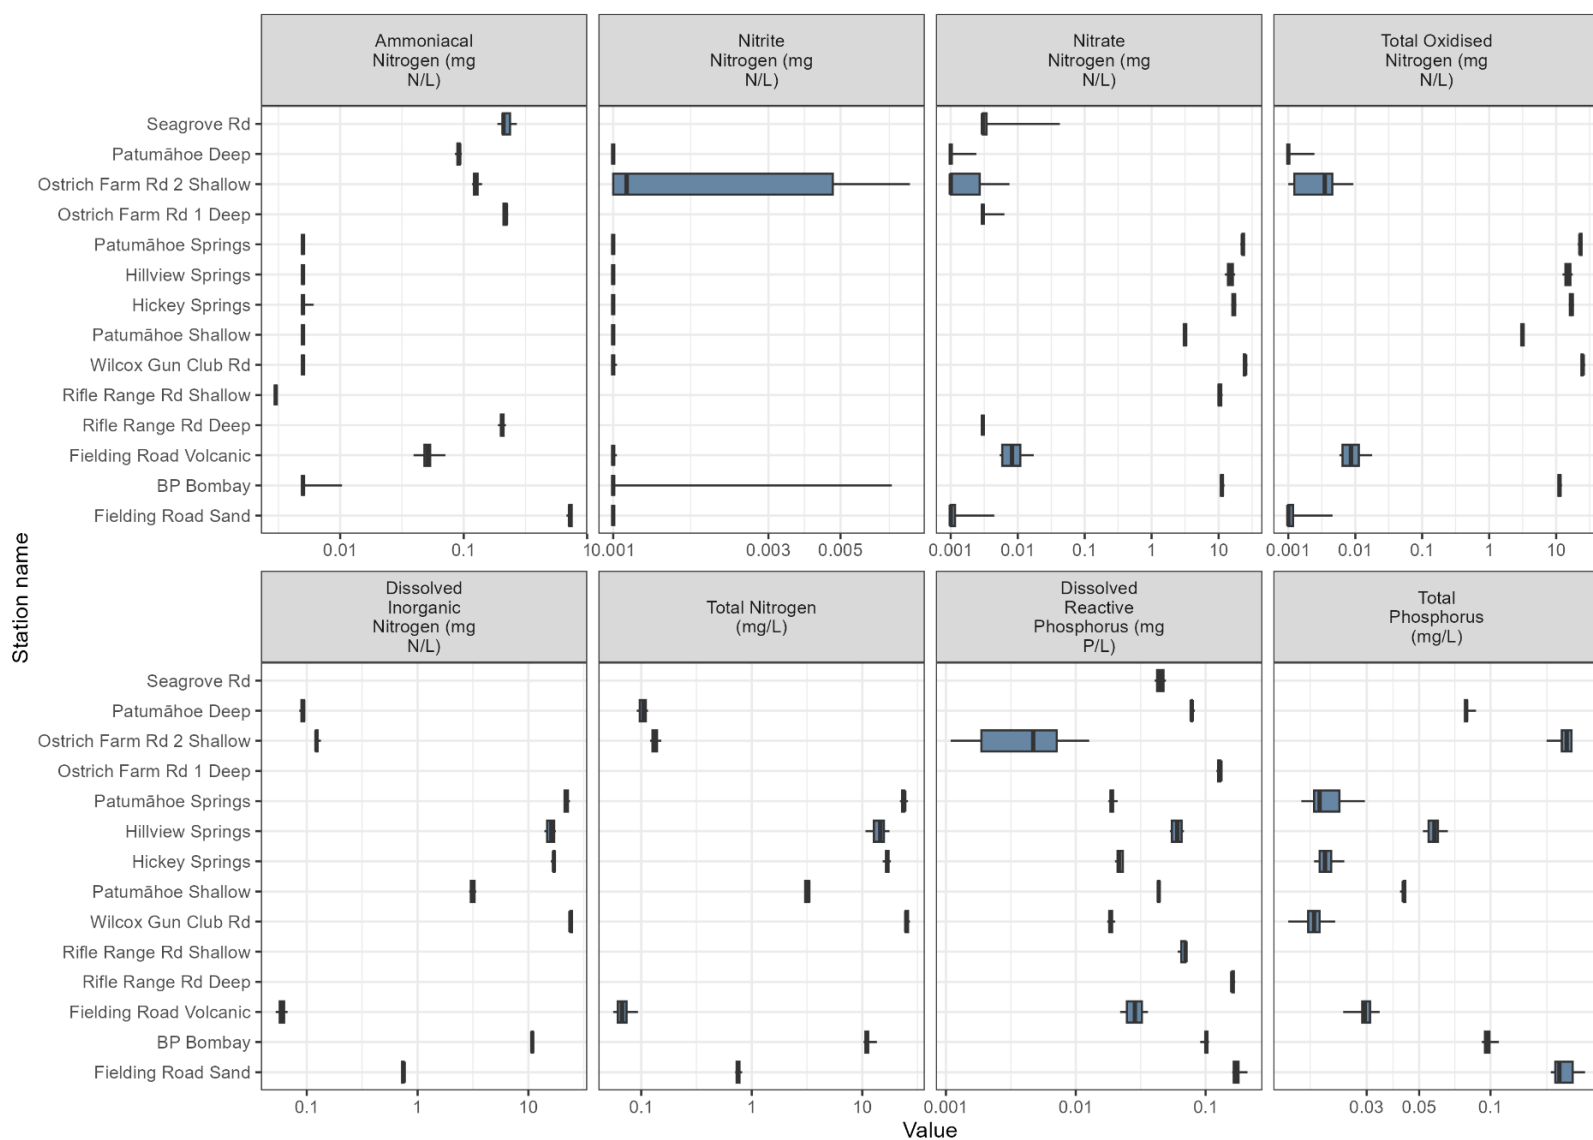 Ammoniacal
Nitrogen (mg
N/L)
Nitrite
Nitrogen (mg
N/L)
Nitrate
Nitrogen (mg
N/L)
Total Oxidised
Nitrogen (mg
N/L)
Seagrove Rd
Patumāhoe Deep
Ostrich Farm Rd 2 Shallow
Ostrich Farm Rd 1 Deep
Patumāhoe Springs
Hillview Springs
Hickey Springs
Patumāhoe Shallow
Wilcox Gun Club Rd
Rifle Range Rd Shallow
Rifle Range Rd Deep
Fielding Road Volcanic
BP Bombay
Fielding Road Sand
0.01 0.1 1
0.001 0.003 0.005
0.001 0.01 0.1 1 10
0.001 0.01 0.1 1 10
Station name
Dissolved
Inorganic
Nitrogen (mg
N/L)
Total Nitrogen
(mg/L)
Dissolved
Reactive
Phosphorus (mg
P/L)
Total
Phosphorus
(mg/L)
Seagrove Rd
Patumāhoe Deep
Ostrich Farm Rd 2 Shallow
Ostrich Farm Rd 1 Deep
Patumāhoe Springs
Hillview Springs
Hickey Springs
Patumāhoe Shallow
Wilcox Gun Club Rd
Rifle Range Rd Shallow
Rifle Range Rd Deep
Fielding Road Volcanic
BP Bombay
Fielding Road Sand
0.1 1 10
0.1 1 10
0.001 0.01 0.1
0.03 0.05 0.1
Value